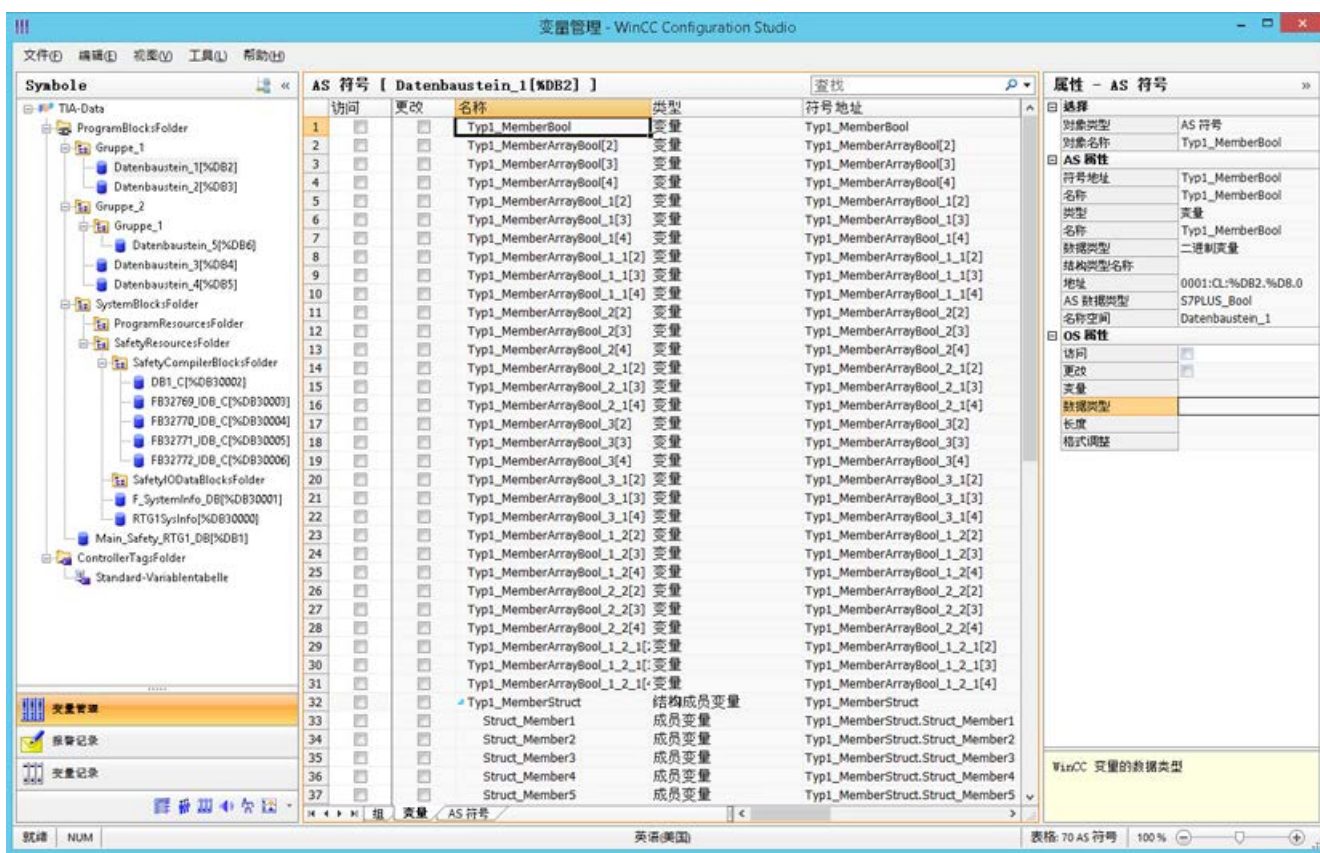 变量管理 - WinCC Configuration Studio
文件(F) 编辑(E) 视图(V) 工具(L) 帮助(H)
Symbole
TIA-Data
ProgramBlocksFolder
Gruppe_1
Datenbaustein_1[%DB2]
Datenbaustein_2[%DB3]
Gruppe_2
Gruppe_1
Datenbaustein_5[%DB6]
Datenbaustein_3[%DB4]
Datenbaustein_4[%DB5]
SystemBlocksFolder
ProgramResourcesFolder
SafetyResourcesFolder
SafetyCompilerBlocksFolder
DB1_C[%DB30002]
FB32769_IDB_C[%DB30003]
FB32770_IDB_C[%DB30004]
FB32771_IDB_C[%DB30005]
FB32772_IDB_C[%DB30006]
SafetyIODataBlocksFolder
F_SystemInfo_DB[%DB30001]
RTG1SysInfo[%DB30000]
Main_Safety_RTG1_DB[%DB1]
ControllerTagsFolder
Standard-Variablentabelle
变量管理
报警记录
变量记录
AS 符号 [ Datenbaustein_1[%DB2] ] 查找
访问 更改 名称 类型 符号地址
1 Typ1_MemberBool 变量 Typ1_MemberBool
2 Typ1_MemberArrayBool[2] 变量 Typ1_MemberArrayBool[2]
3 Typ1_MemberArrayBool[3] 变量 Typ1_MemberArrayBool[3]
4 Typ1_MemberArrayBool[4] 变量 Typ1_MemberArrayBool[4]
5 Typ1_MemberArrayBool_1[2] 变量 Typ1_MemberArrayBool_1[2]
6 Typ1_MemberArrayBool_1[3] 变量 Typ1_MemberArrayBool_1[3]
7 Typ1_MemberArrayBool_1[4] 变量 Typ1_MemberArrayBool_1[4]
8 Typ1_MemberArrayBool_1_1[2] 变量 Typ1_MemberArrayBool_1_1[2]
9 Typ1_MemberArrayBool_1_1[3] 变量 Typ1_MemberArrayBool_1_1[3]
10 Typ1_MemberArrayBool_1_1[4] 变量 Typ1_MemberArrayBool_1_1[4]
11 Typ1_MemberArrayBool_2[2] 变量 Typ1_MemberArrayBool_2[2]
12 Typ1_MemberArrayBool_2[3] 变量 Typ1_MemberArrayBool_2[3]
13 Typ1_MemberArrayBool_2[4] 变量 Typ1_MemberArrayBool_2[4]
14 Typ1_MemberArrayBool_2_1[2] 变量 Typ1_MemberArrayBool_2_1[2]
15 Typ1_MemberArrayBool_2_1[3] 变量 Typ1_MemberArrayBool_2_1[3]
16 Typ1_MemberArrayBool_2_1[4] 变量 Typ1_MemberArrayBool_2_1[4]
17 Typ1_MemberArrayBool_3[2] 变量 Typ1_MemberArrayBool_3[2]
18 Typ1_MemberArrayBool_3[3] 变量 Typ1_MemberArrayBool_3[3]
19 Typ1_MemberArrayBool_3[4] 变量 Typ1_MemberArrayBool_3[4]
20 Typ1_MemberArrayBool_3_1[2] 变量 Typ1_MemberArrayBool_3_1[2]
21 Typ1_MemberArrayBool_3_1[3] 变量 Typ1_MemberArrayBool_3_1[3]
22 Typ1_MemberArrayBool_3_1[4] 变量 Typ1_MemberArrayBool_3_1[4]
23 Typ1_MemberArrayBool_1_2[2] 变量 Typ1_MemberArrayBool_1_2[2]
24 Typ1_MemberArrayBool_1_2[3] 变量 Typ1_MemberArrayBool_1_2[3]
25 Typ1_MemberArrayBool_1_2[4] 变量 Typ1_MemberArrayBool_1_2[4]
26 Typ1_MemberArrayBool_2_2[2] 变量 Typ1_MemberArrayBool_2_2[2]
27 Typ1_MemberArrayBool_2_2[3] 变量 Typ1_MemberArrayBool_2_2[3]
28 Typ1_MemberArrayBool_2_2[4] 变量 Typ1_MemberArrayBool_2_2[4]
29 Typ1_MemberArrayBool_1_2_1[ 变量 Typ1_MemberArrayBool_1_2_1[2]
30 Typ1_MemberArrayBool_1_2_1[ 变量 Typ1_MemberArrayBool_1_2_1[3]
31 Typ1_MemberArrayBool_1_2_1[ 变量 Typ1_MemberArrayBool_1_2_1[4]
32 Typ1_MemberStruct 结构成员变量 Typ1_MemberStruct
33 Struct_Member1 成员变量 Typ1_MemberStruct.Struct_Member1
34 Struct_Member2 成员变量 Typ1_MemberStruct.Struct_Member2
35 Struct_Member3 成员变量 Typ1_MemberStruct.Struct_Member3
36 Struct_Member4 成员变量 Typ1_MemberStruct.Struct_Member4
37 Struct_Member5 成员变量 Typ1_MemberStruct.Struct_Member5
组 变量 AS 符号
属性 - AS 符号
选择
对象类型 AS 符号
对象名称 Typ1_MemberBool
AS 属性
符号地址 Typ1_MemberBool
名称 Typ1_MemberBool
类型 变量
名称 Typ1_MemberBool
数据类型 二进制变量
结构类型名称
地址 0001:CL:%DB2.%D8.0
AS 数据类型 S7PLUS_Bool
名称空间 Datenbaustein_1
OS 属性
访问
更改
变量
数据类型
长度
格式调整
WinCC 变量的数据类型
就绪 NUM 英语(美国) 表格: 70 AS 符号 100 %